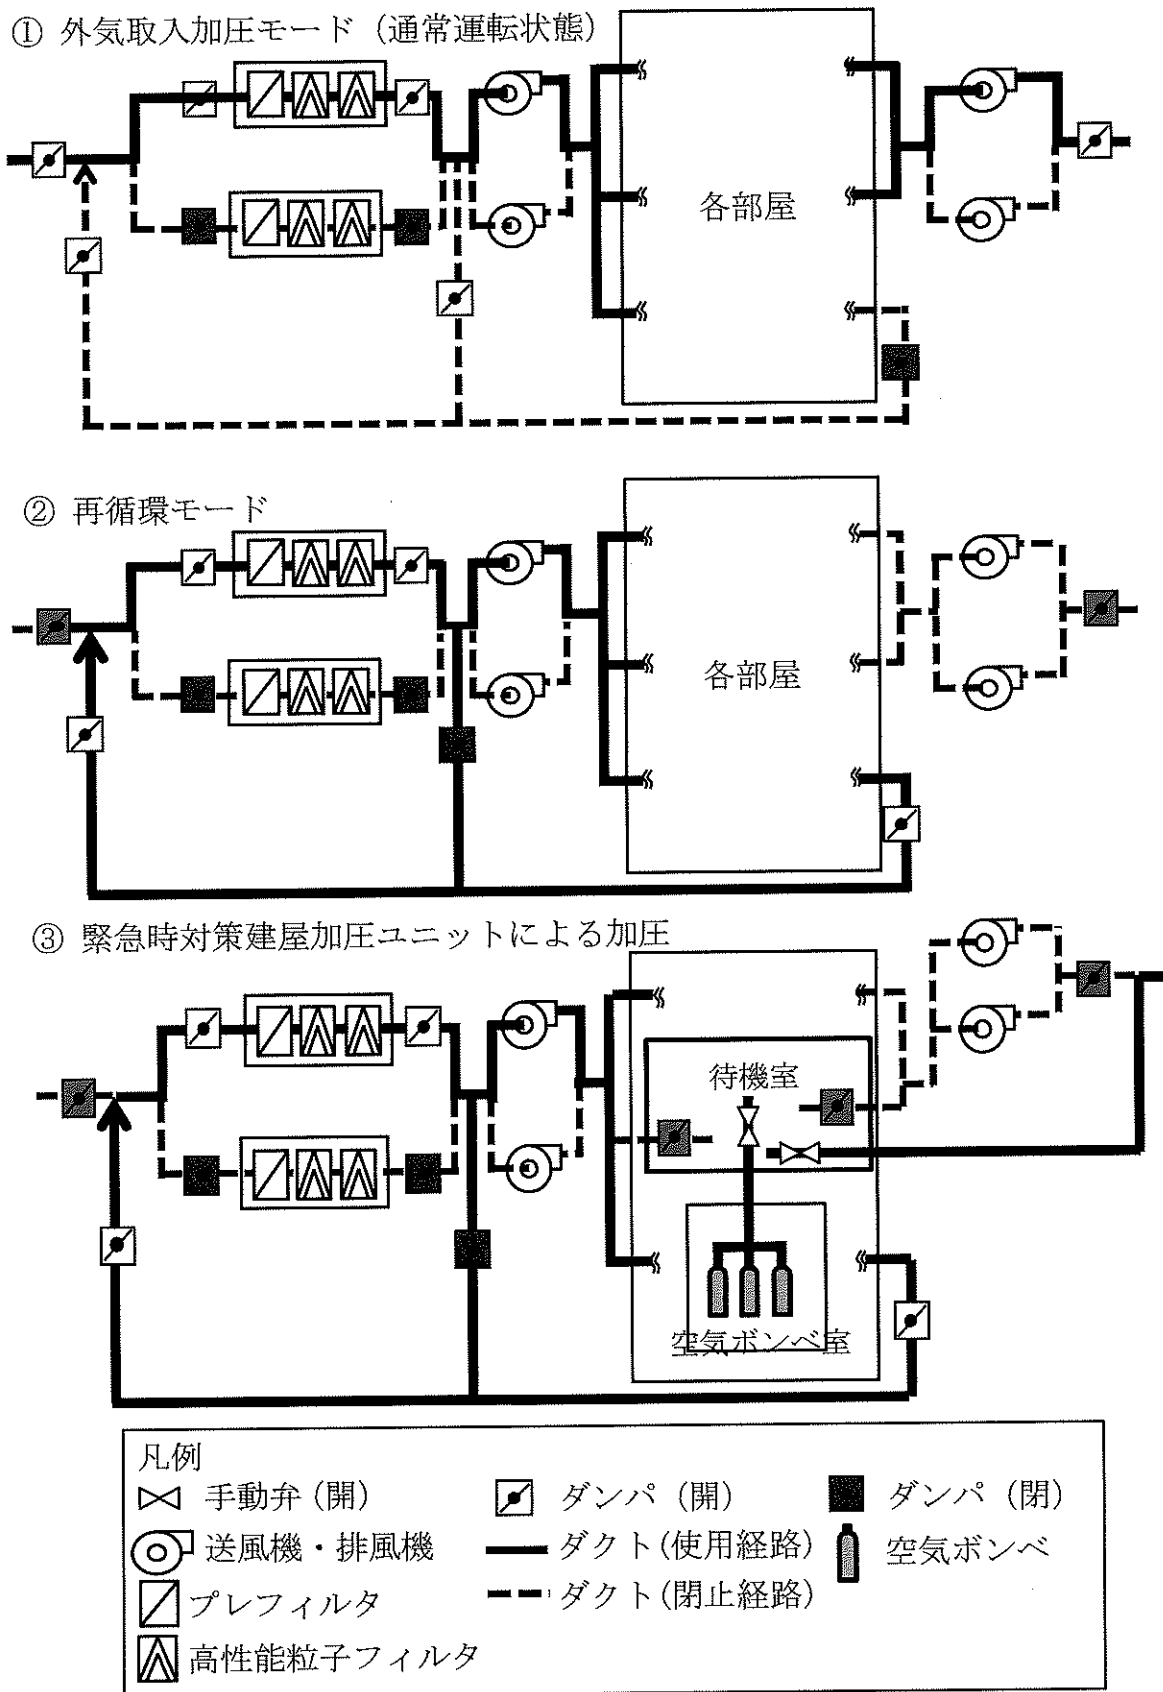 ① 外気取入加圧モード（通常運転状態）
各部屋
② 再循環モード
各部屋
③ 緊急時対策建屋加圧ユニットによる加圧
待機室
空気ボンベ室
凡例
手動弁（開） ダンパ（開） ダンパ（閉）
送風機・排風機 ダクト（使用経路） 空気ボンベ
プレフィルタ ダクト（閉止経路）
高性能粒子フィルタ